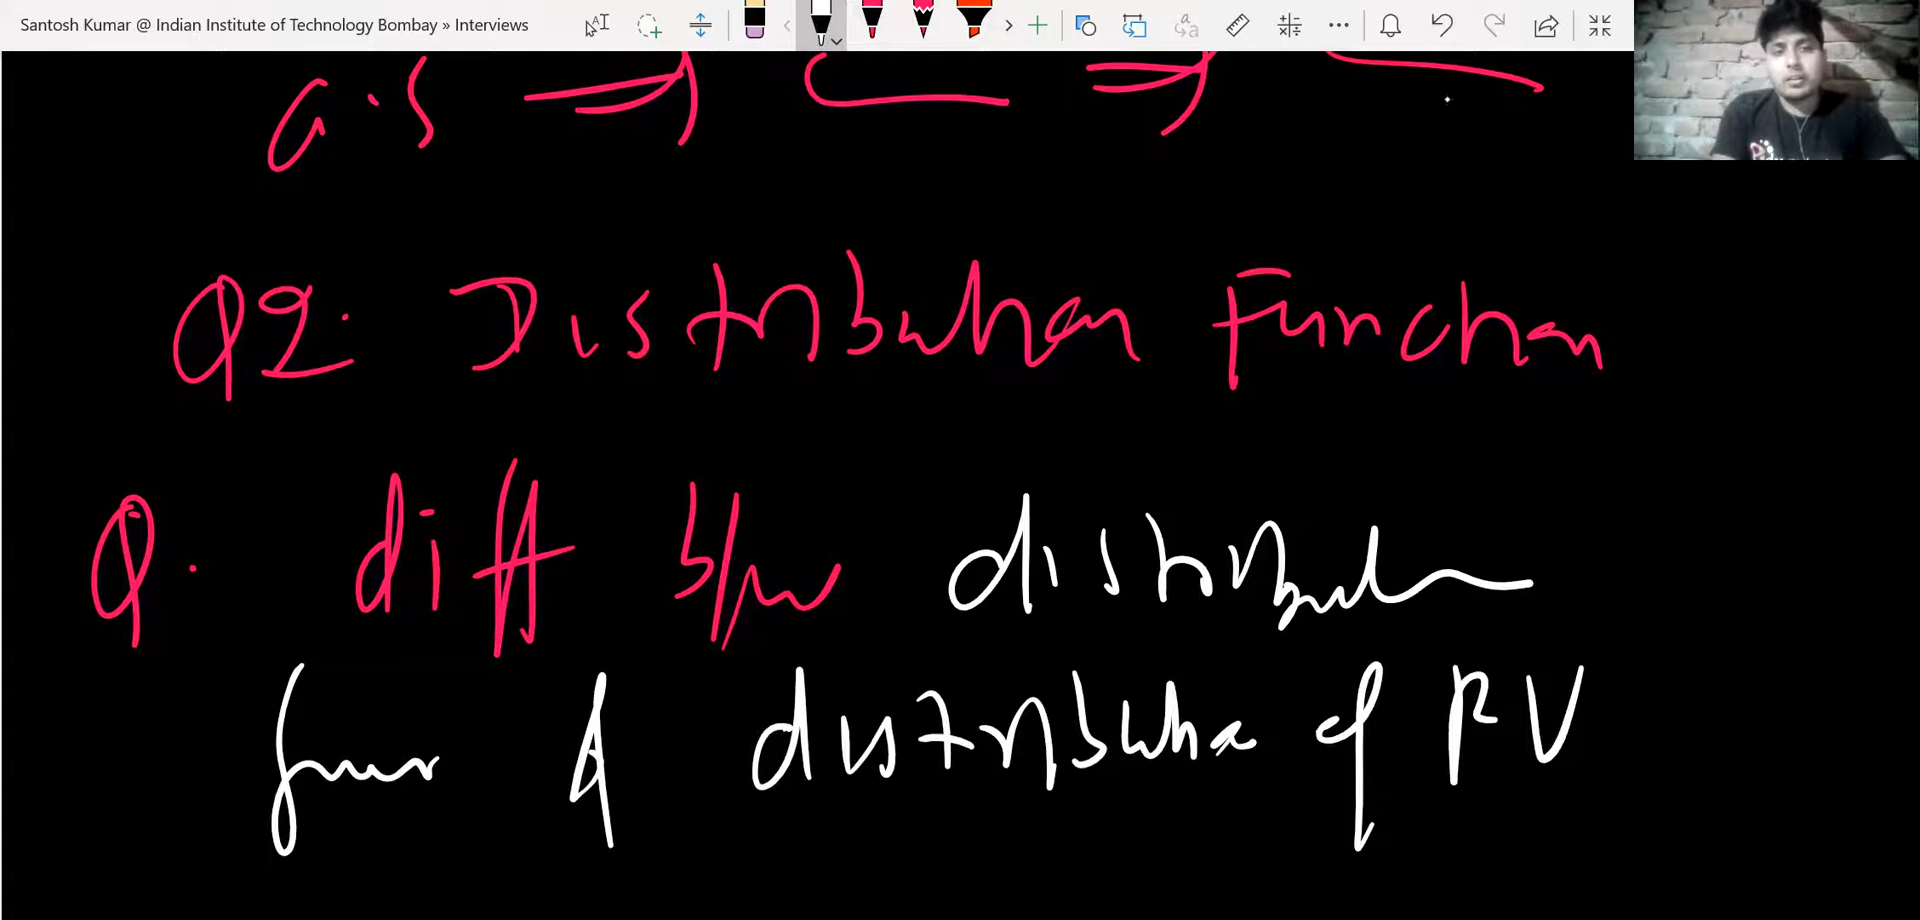 Santosh Kumar @ Indian Institute of Technology Bombay » Interviews
a.s ⇒ ⇒
Q2. Distribution Function
Q. diff b/w distribution
func & distribution of RV